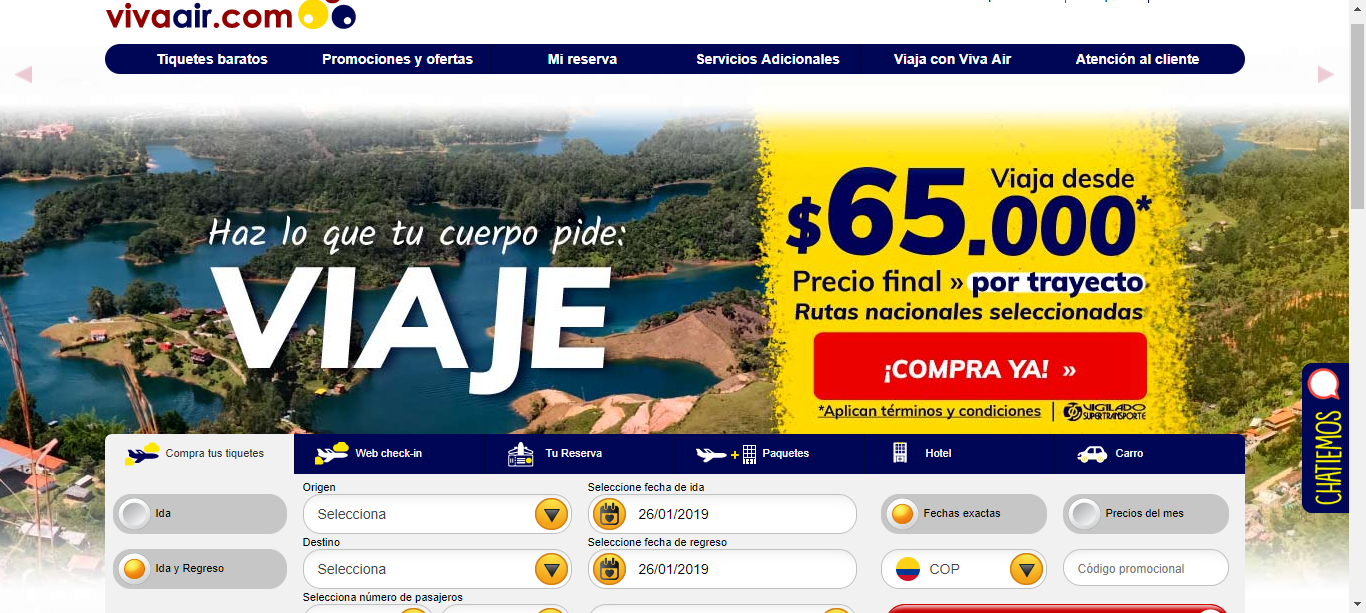 vivaair.com
Tiquetes baratos
Promociones y ofertas
Mi reserva
Servicios Adicionales
Viaja con Viva Air
Atención al cliente
Haz lo que tu cuerpo pide:
VIAJE
Viaja desde
$65.000*
Precio final » por trayecto
Rutas nacionales seleccionadas
¡COMPRA YA! »
*Aplican términos y condiciones
VIGILADO
SUPERTRANSPORTE
CHATIEMOS
Compra tus tiquetes
Web check-in
Tu Reserva
Paquetes
Hotel
Carro
Origen
Seleccione fecha de ida
Ida
Selecciona
26/01/2019
Fechas exactas
Precios del mes
Destino
Seleccione fecha de regreso
Ida y Regreso
Selecciona
26/01/2019
COP
Código promocional
Selecciona número de pasajeros